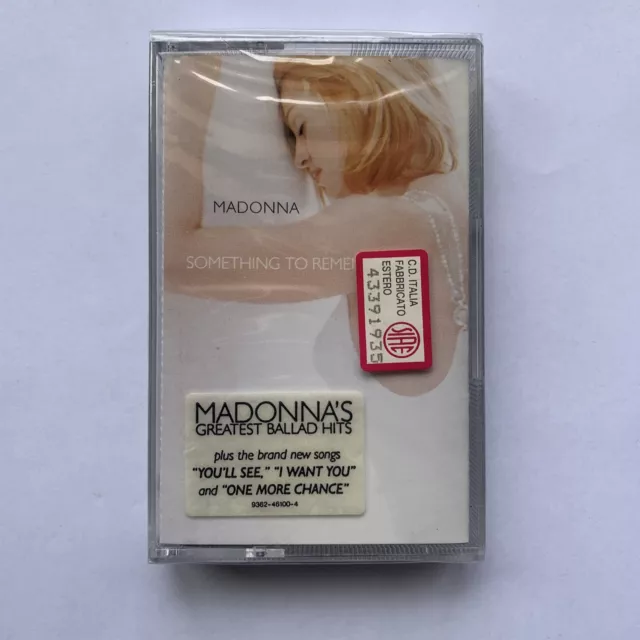 MADONNA
SOMETHING TO REME
C.D. ITALIA
FABBRICATO
ESTERO
43391935
SIAE
MADONNA'S
GREATEST BALLAD HITS
plus the brand new songs
"YOU'LL SEE," "I WANT YOU"
and "ONE MORE CHANCE"
9362-46100-4